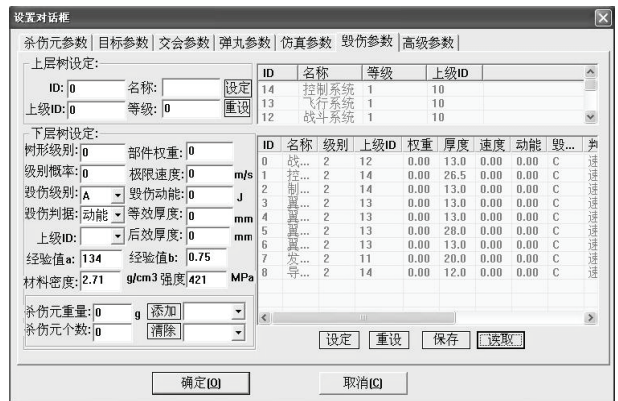 设置对话框
杀伤元参数 目标参数 交会参数 弹丸参数 仿真参数 毁伤参数 高级参数
上层树设定:
ID: 0 名称: 设定
上级ID: 0 等级: 0 重设
ID 名称 等级 上级ID
14 控制系统 1 10
13 飞行系统 1 10
12 战斗系统 1 10
下层树设定:
树形级别: 0 部件权重: 0
级别概率: 0 极限速度: 0 m/s
毁伤级别: A 毁伤动能: 0 J
毁伤判据: 动能 等效厚度: 0 mm
上级ID: 后效厚度: 0 mm
经验值a: 134 经验值b: 0.75
材料密度: 2.71 g/cm3 强度 421 MPa
杀伤元重量: 0 g 添加
杀伤元个数: 0 清除
ID 名称 级别 上级ID 权重 厚度 速度 动能 毁... 判
0 战... 2 12 0.00 13.0 0.00 0.00 C 速
1 控... 2 14 0.00 26.5 0.00 0.00 C 速
2 制... 2 14 0.00 13.0 0.00 0.00 C 速
3 翼... 2 13 0.00 13.0 0.00 0.00 C 速
4 翼... 2 13 0.00 13.0 0.00 0.00 C 速
5 翼... 2 13 0.00 28.0 0.00 0.00 C 速
6 翼... 2 13 0.00 13.0 0.00 0.00 C 速
7 发... 2 11 0.00 20.0 0.00 0.00 C 速
8 导... 2 14 0.00 12.0 0.00 0.00 C 速
设定 重设 保存 读取
确定(O) 取消(C)